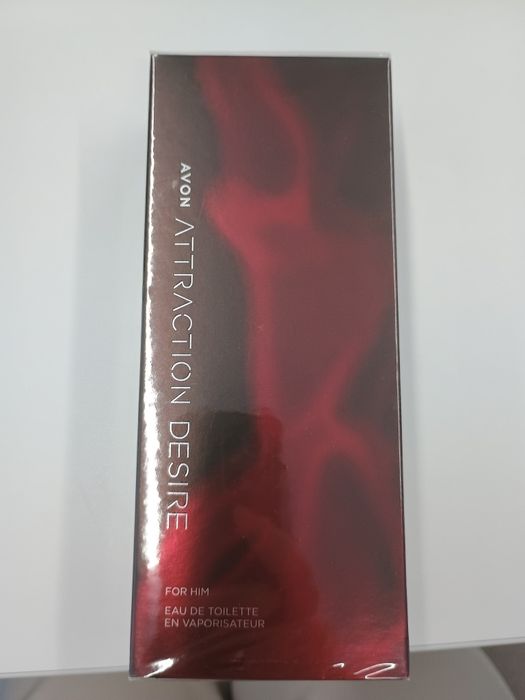 AVON
ATTRACTION DESIRE
FOR HIM
EAU DE TOILETTE
EN VAPORISATEUR